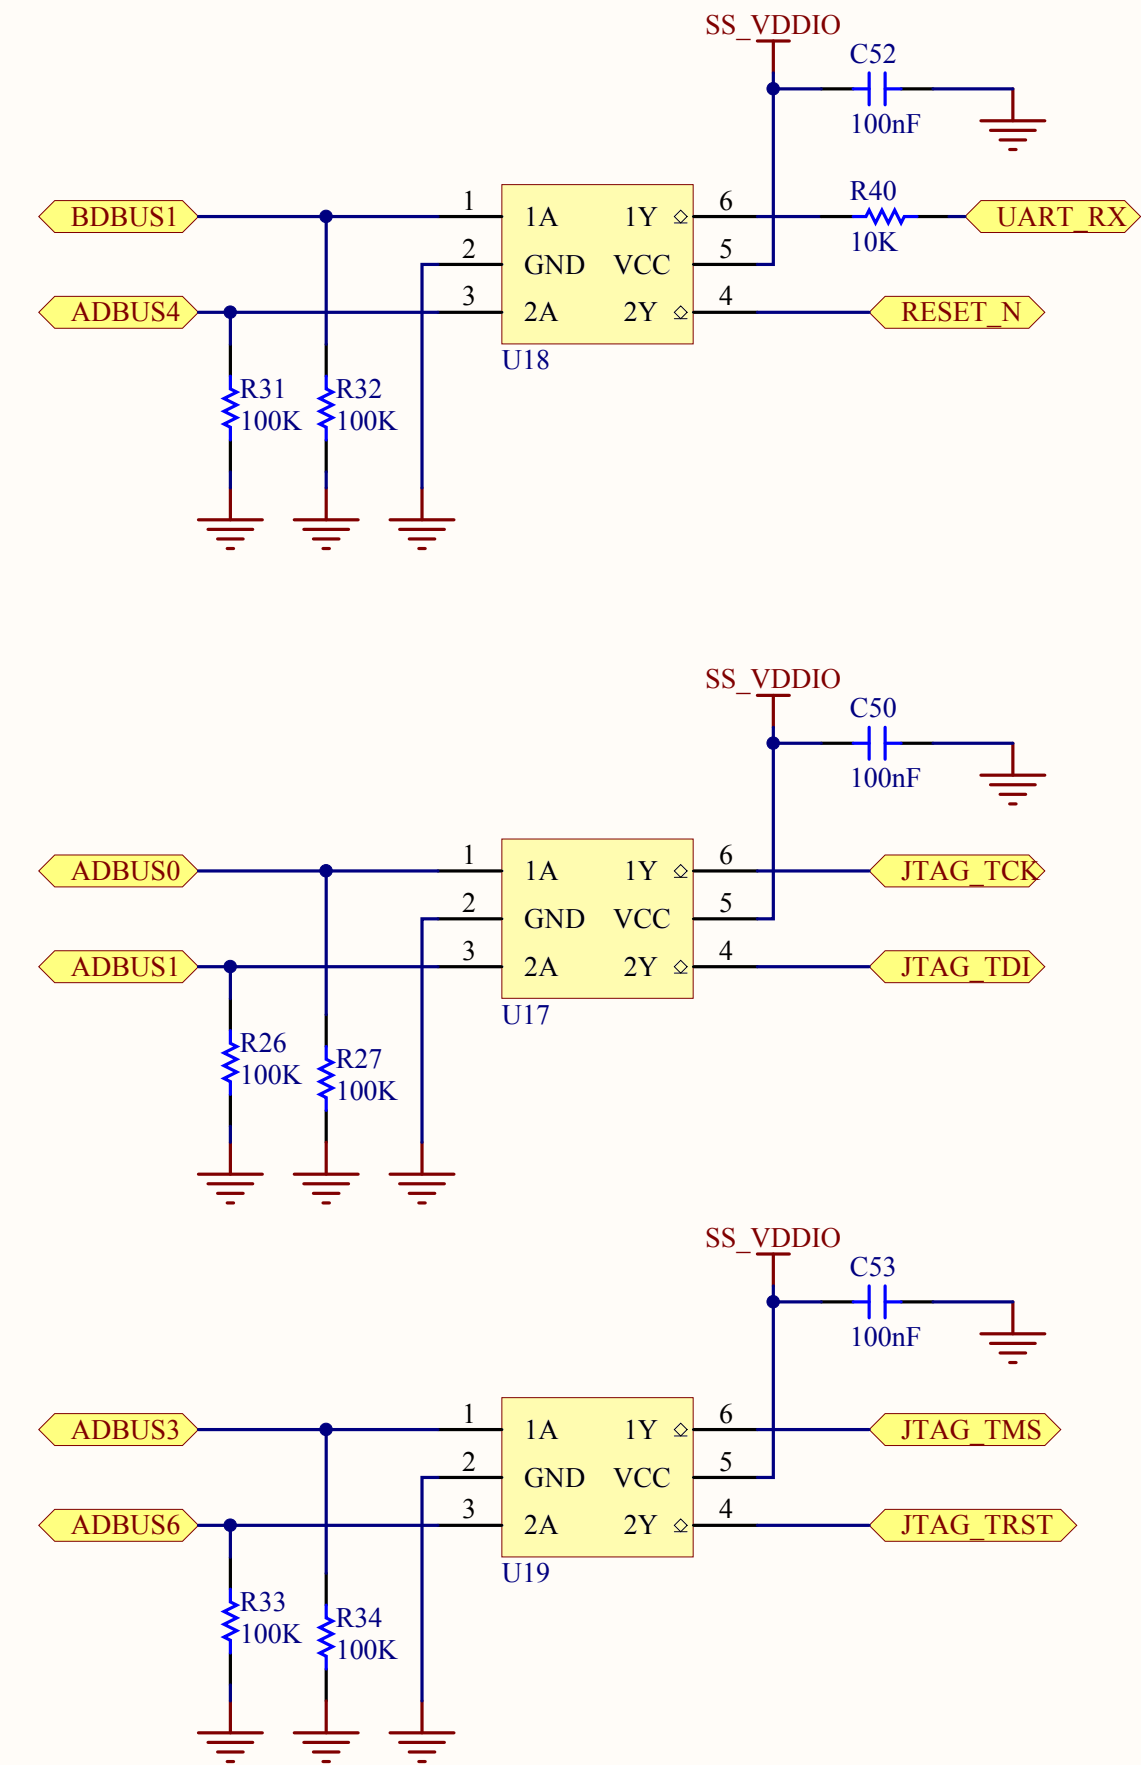 SS_VDDIO
C52
100nF
BDBUS1
1
1A
1Y
6
R40
10K
UART_RX
2
GND
VCC
5
ADBUS4
3
2A
2Y
4
RESET_N
U18
R31
100K
R32
100K
SS_VDDIO
C50
100nF
ADBUS0
1
1A
1Y
6
JTAG_TCK
2
GND
VCC
5
ADBUS1
3
2A
2Y
4
JTAG_TDI
U17
R26
100K
R27
100K
SS_VDDIO
C53
100nF
ADBUS3
1
1A
1Y
6
JTAG_TMS
2
GND
VCC
5
ADBUS6
3
2A
2Y
4
JTAG_TRST
U19
R33
100K
R34
100K